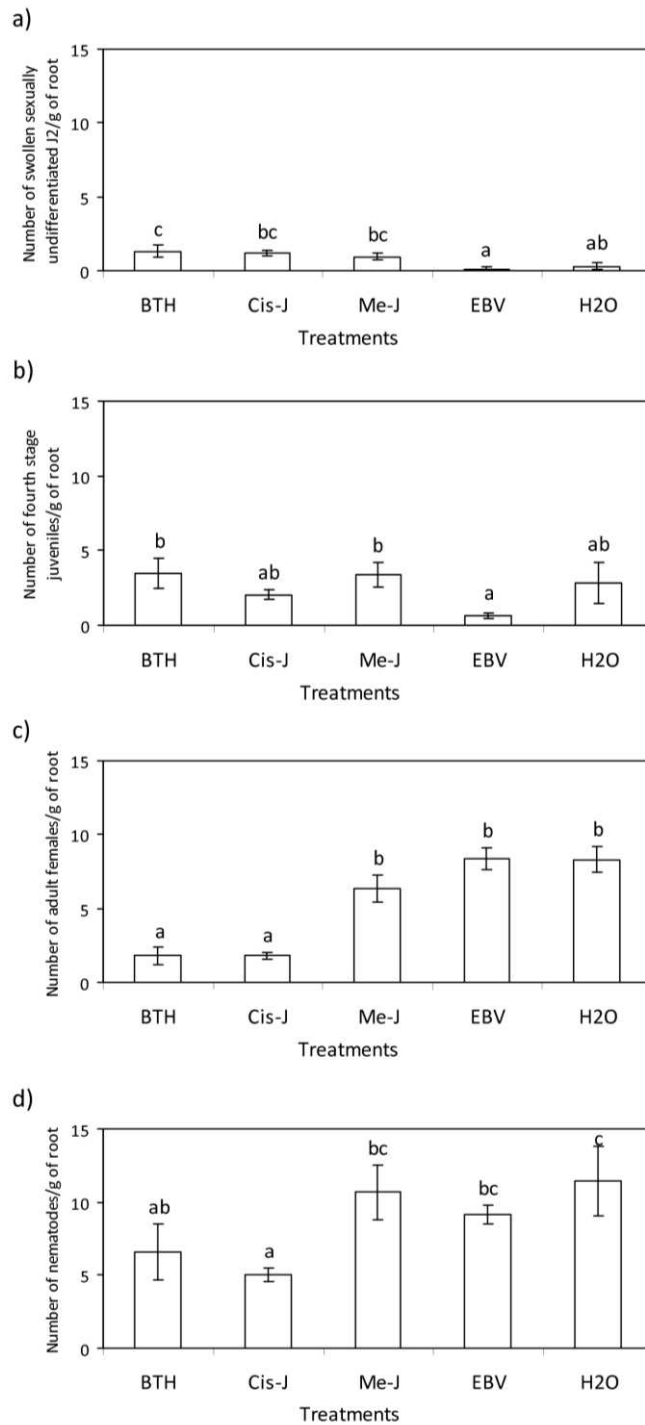 a)
Number of swollen sexually
undifferentiated J2/g of root
15
10
5
0
c
bc
bc
a
ab
BTH
Cis-J
Me-J
EBV
H2O
Treatments
b)
Number of fourth stage
juveniles/g of root
15
10
5
0
b
ab
b
a
ab
BTH
Cis-J
Me-J
EBV
H2O
Treatments
c)
Number of adult females/g of root
15
10
5
0
a
a
b
b
b
BTH
Cis-J
Me-J
EBV
H2O
Treatments
d)
Number of nematodes/g of root
15
10
5
0
ab
a
bc
bc
c
BTH
Cis-J
Me-J
EBV
H2O
Treatments